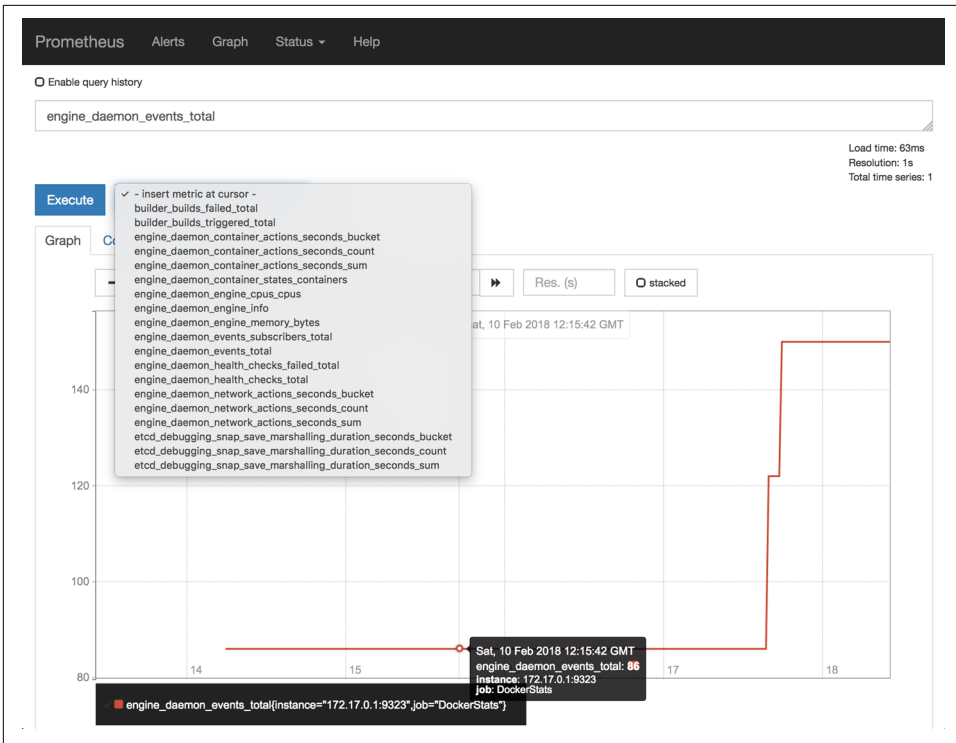 Prometheus Alerts Graph Status Help
Enable query history
engine_daemon_events_total
Load time: 63ms
Resolution: 1s
Total time series: 1
Execute
✓ - insert metric at cursor -
builder_builds_failed_total
builder_builds_triggered_total
engine_daemon_container_actions_seconds_bucket
engine_daemon_container_actions_seconds_count
engine_daemon_container_actions_seconds_sum
engine_daemon_container_states_containers
engine_daemon_engine_cpus_cpus
engine_daemon_engine_info
engine_daemon_engine_memory_bytes
engine_daemon_events_subscribers_total
engine_daemon_events_total
engine_daemon_health_checks_failed_total
engine_daemon_health_checks_total
engine_daemon_network_actions_seconds_bucket
engine_daemon_network_actions_seconds_count
engine_daemon_network_actions_seconds_sum
etcd_debugging_snap_save_marshalling_duration_seconds_bucket
etcd_debugging_snap_save_marshalling_duration_seconds_count
etcd_debugging_snap_save_marshalling_duration_seconds_sum
Graph
Res. (s) stacked
at, 10 Feb 2018 12:15:42 GMT
140
120
100
80
14 15 17 18
Sat, 10 Feb 2018 12:15:42 GMT
engine_daemon_events_total: 86
instance: 172.17.0.1:9323
job: DockerStats
engine_daemon_events_total{instance="172.17.0.1:9323",job="DockerStats"}